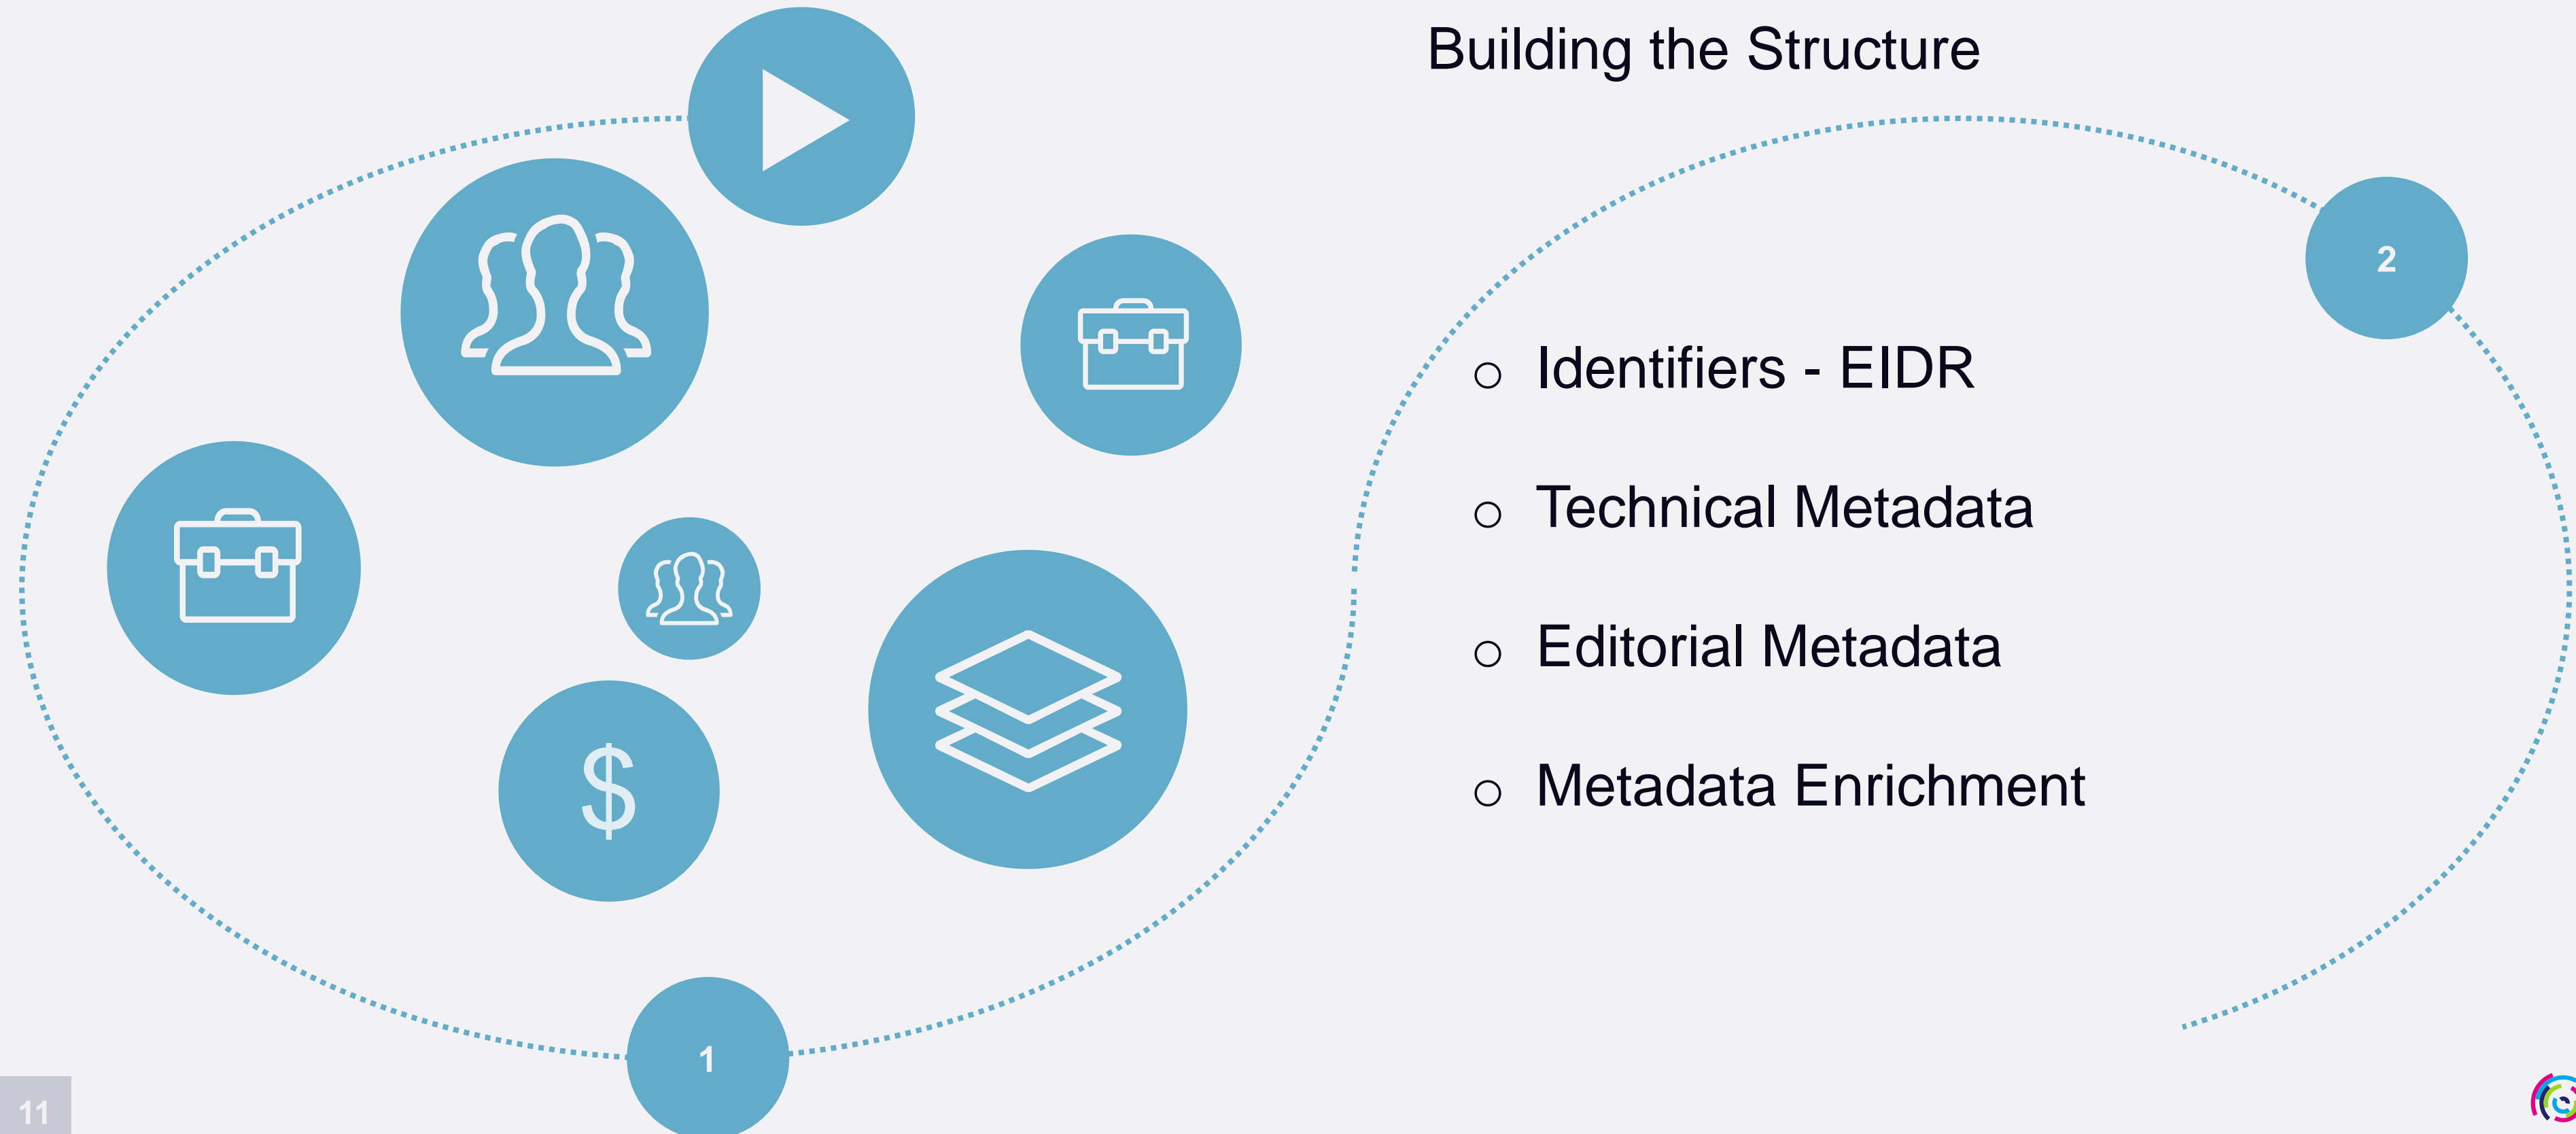 Building the Structure
2
o Identifiers - EIDR
o Technical Metadata
o Editorial Metadata
o Metadata Enrichment
$
1
11